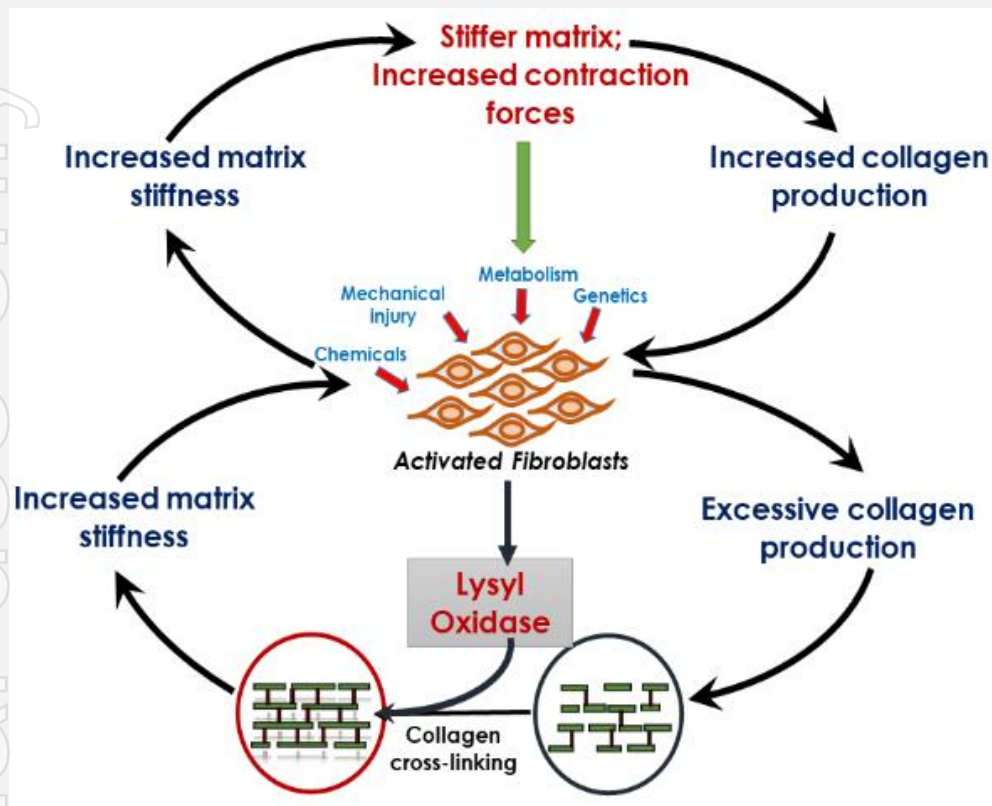 Stiffer matrix;
Increased contraction
forces
Increased matrix
stiffness
Increased collagen
production
Metabolism
Mechanical
injury
Genetics
Chemicals
Activated Fibroblasts
Increased matrix
stiffness
Excessive collagen
production
Lysyl
Oxidase
Collagen
cross-linking